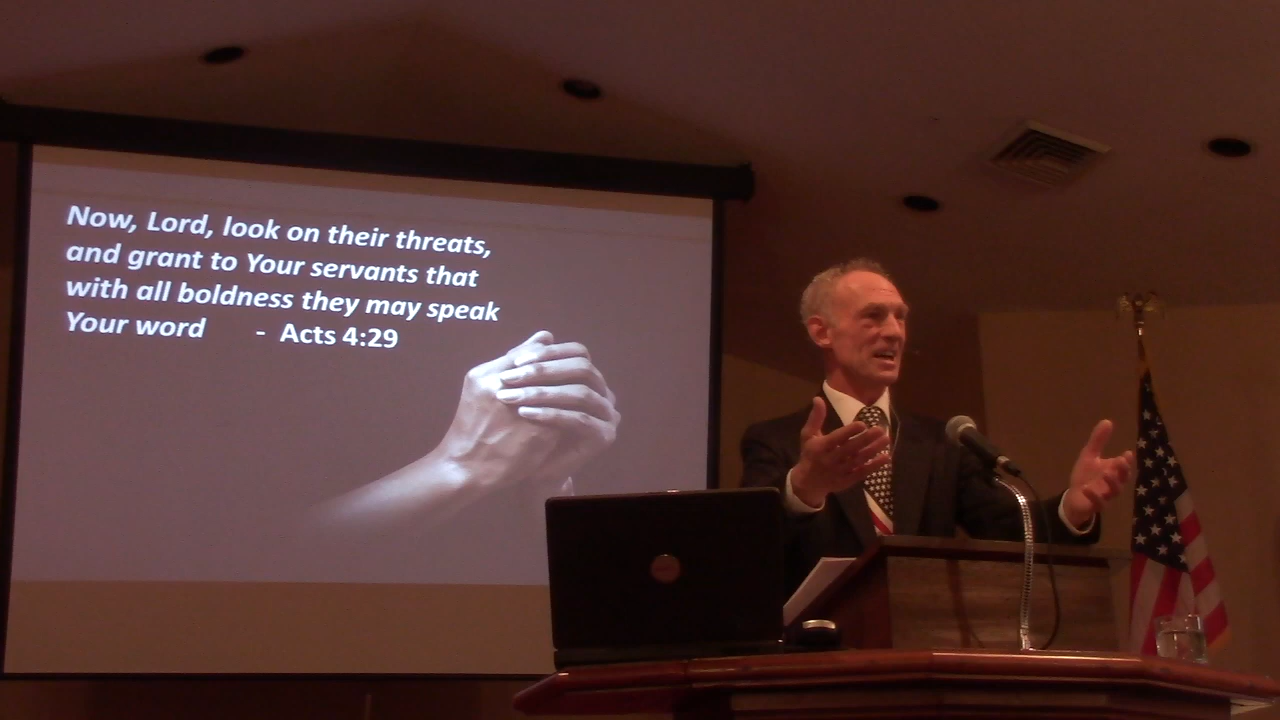 Now, Lord, look on their threats,
and grant to Your servants that
with all boldness they may speak
Your word - Acts 4:29